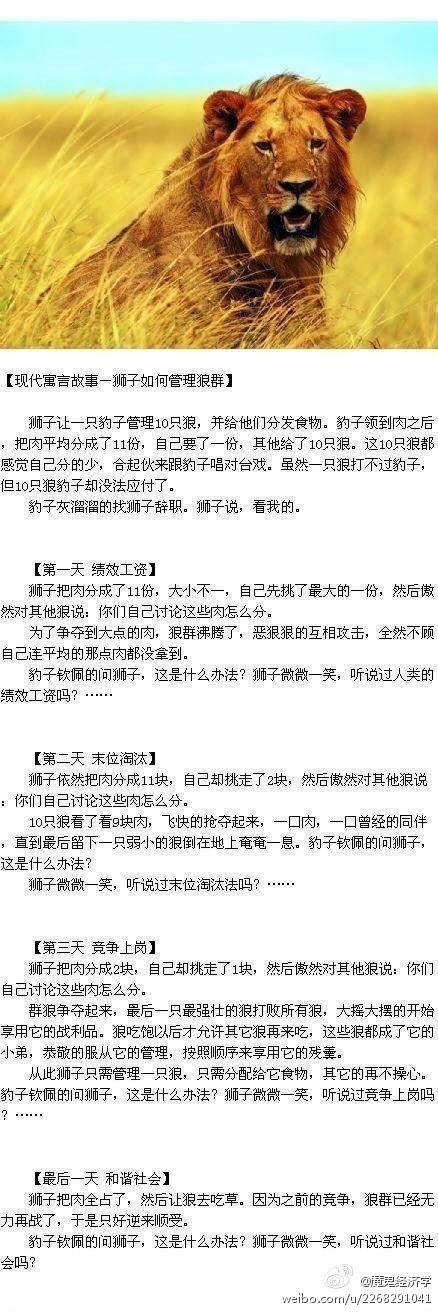 【现代寓言故事—狮子如何管理狼群】
狮子让一只豹子管理10只狼，并给他们分发食物。豹子领到肉之后
，把肉平均分成了11份，自己要了一份，其他给了10只狼。这10只狼都
感觉自己分的少，合起伙来跟豹子唱对台戏。虽然一只狼打不过豹子，
但10只狼豹子却没法应付了。
豹子灰溜溜的找狮子辞职。狮子说，看我的。
【第一天 绩效工资】
狮子把肉分成了11份，大小不一，自己先挑了最大的一份，然后傲
然对其他狼说：你们自己讨论这些肉怎么分。
为了争夺到大点的肉，狼群沸腾了，恶狠狠的互相攻击，全然不顾
自己连平均的那点肉都没拿到。
豹子钦佩的问狮子，这是什么办法？狮子微微一笑，听说过人类的
绩效工资吗？……
【第二天 末位淘汰】
狮子依然把肉分成11块，自己却挑走了2块，然后傲然对其他狼说
：你们自己讨论这些肉怎么分。
10只狼看了看9块肉，飞快的抢夺起来，一口肉，一口曾经的同伴
，直到最后留下一只弱小的狼倒在地上奄奄一息。豹子钦佩的问狮子，
这是什么办法？
狮子微微一笑，听说过末位淘汰法吗？……
【第三天 竞争上岗】
狮子把肉分成2块，自己却挑走了1块，然后傲然对其他狼说：你们
自己讨论这些肉怎么分。
群狼争夺起来，最后一只最强壮的狼打败所有狼，大摇大摆的开始
享用它的战利品。狼吃饱以后才允许其它狼再来吃，这些狼都成了它的
小弟，恭敬的服从它的管理，按照顺序来享用它的残羹。
从此狮子只需管理一只狼，只需分配给它食物，其它的再不操心。
豹子钦佩的问狮子，这是什么办法？狮子微微一笑，听说过竞争上岗吗
？……
【最后一天 和谐社会】
狮子把肉全占了，然后让狼去吃草。因为之前的竞争，狼群已经无
力再战了，于是只好逆来顺受。
豹子钦佩的问狮子，这是什么办法？狮子微微一笑，听说过和谐社
会吗？
@魔鬼经济学
weibo.com/u/2268291041